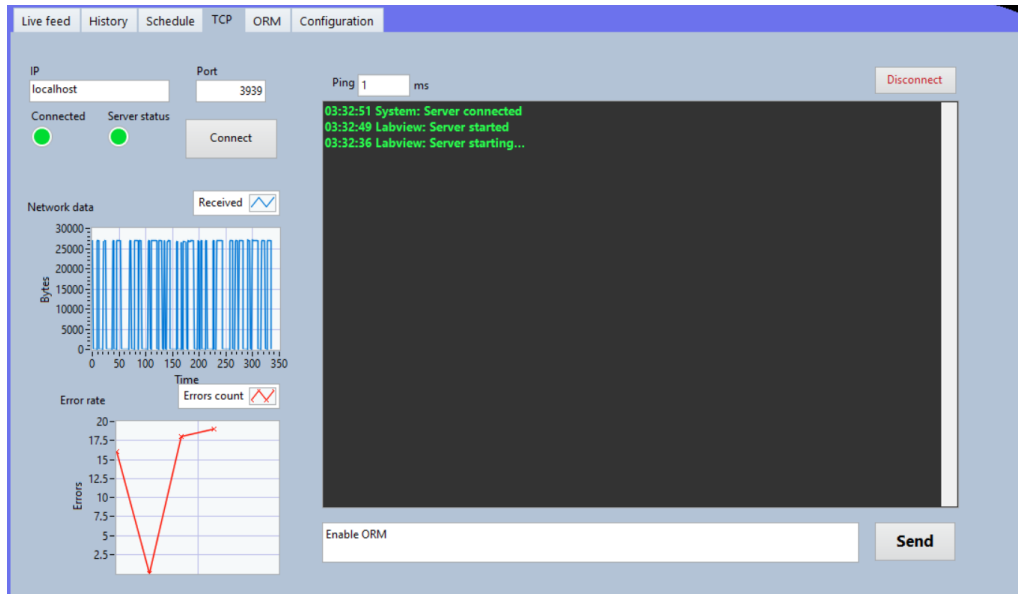 Live feed History Schedule TCP ORM Configuration
IP Port
localhost 3939
Connected Server status
Connect
Ping 1 ms
Disconnect
03:32:51 System: Server connected
03:32:49 Labview: Server started
03:32:36 Labview: Server starting...
Network data Received
30000
25000
20000
15000
10000
5000
0
Bytes
0 50 100 150 200 250 300 350
Time
Error rate Errors count
20
17.5
15
12.5
10
7.5
5
2.5
Errors
Enable ORM
Send